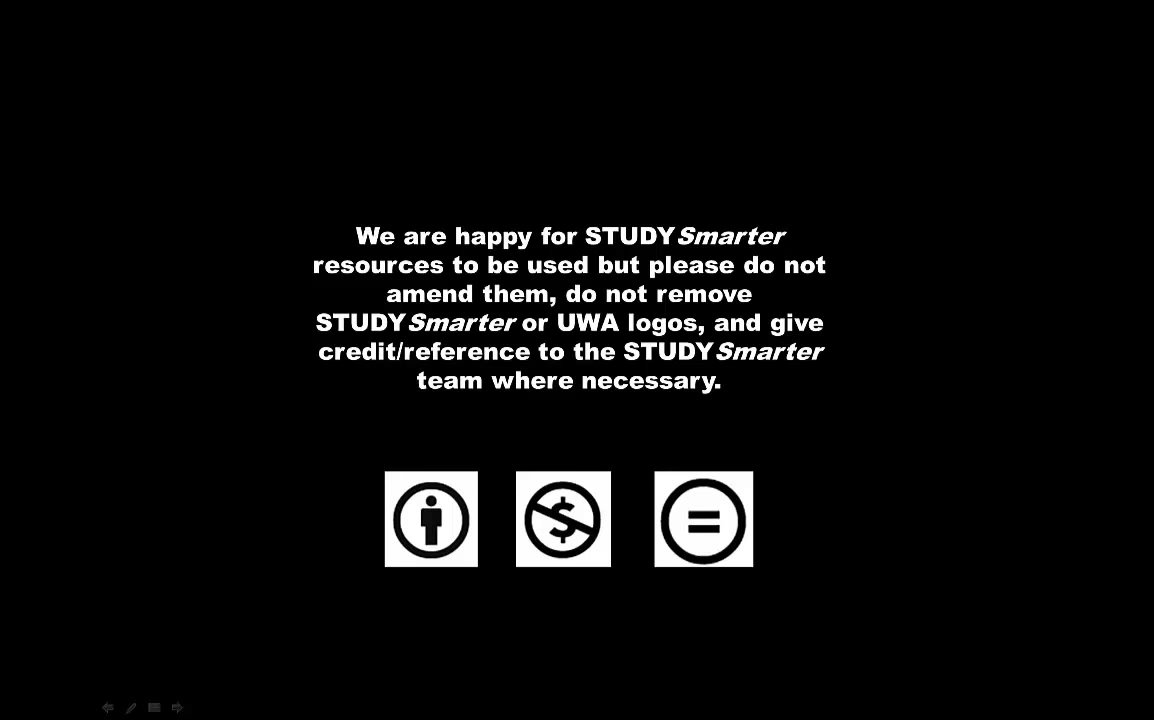 We are happy for STUDYSmarter
resources to be used but please do not
amend them, do not remove
STUDYSmarter or UWA logos, and give
credit/reference to the STUDYSmarter
team where necessary.